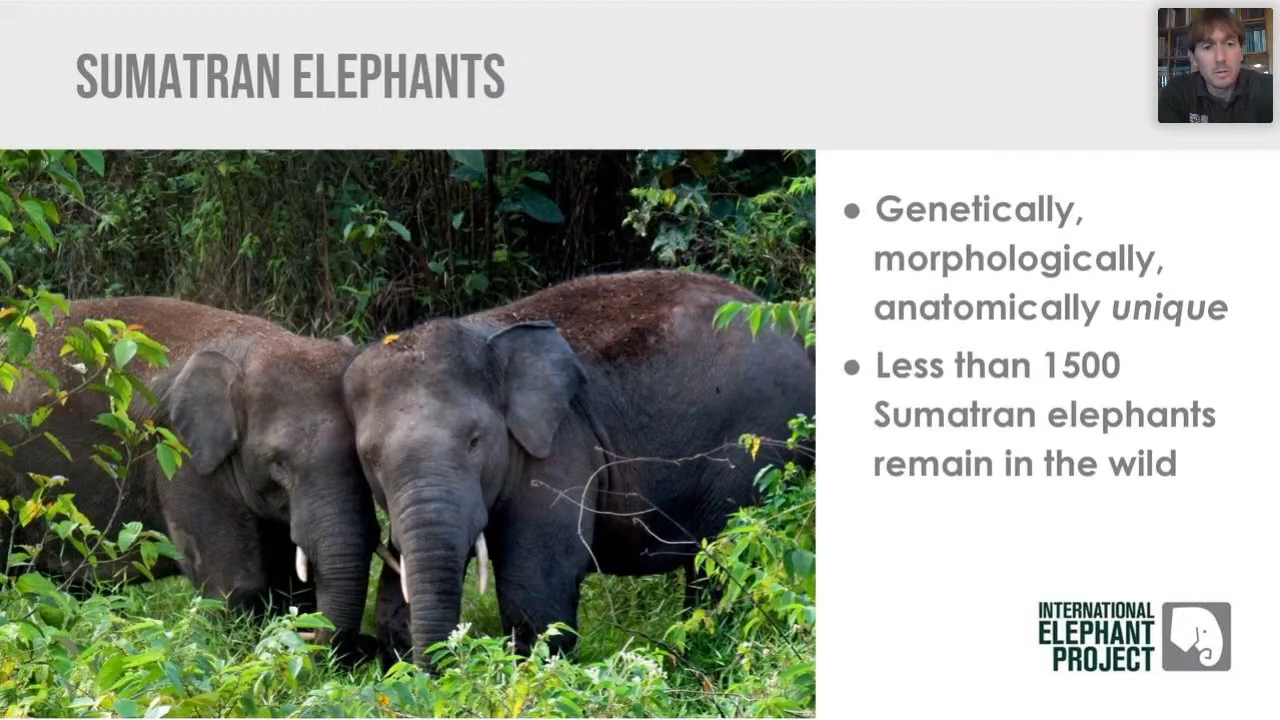 SUMATRAN ELEPHANTS
● Genetically,
morphologically,
anatomically unique
● Less than 1500
Sumatran elephants
remain in the wild
INTERNATIONAL
ELEPHANT
PROJECT